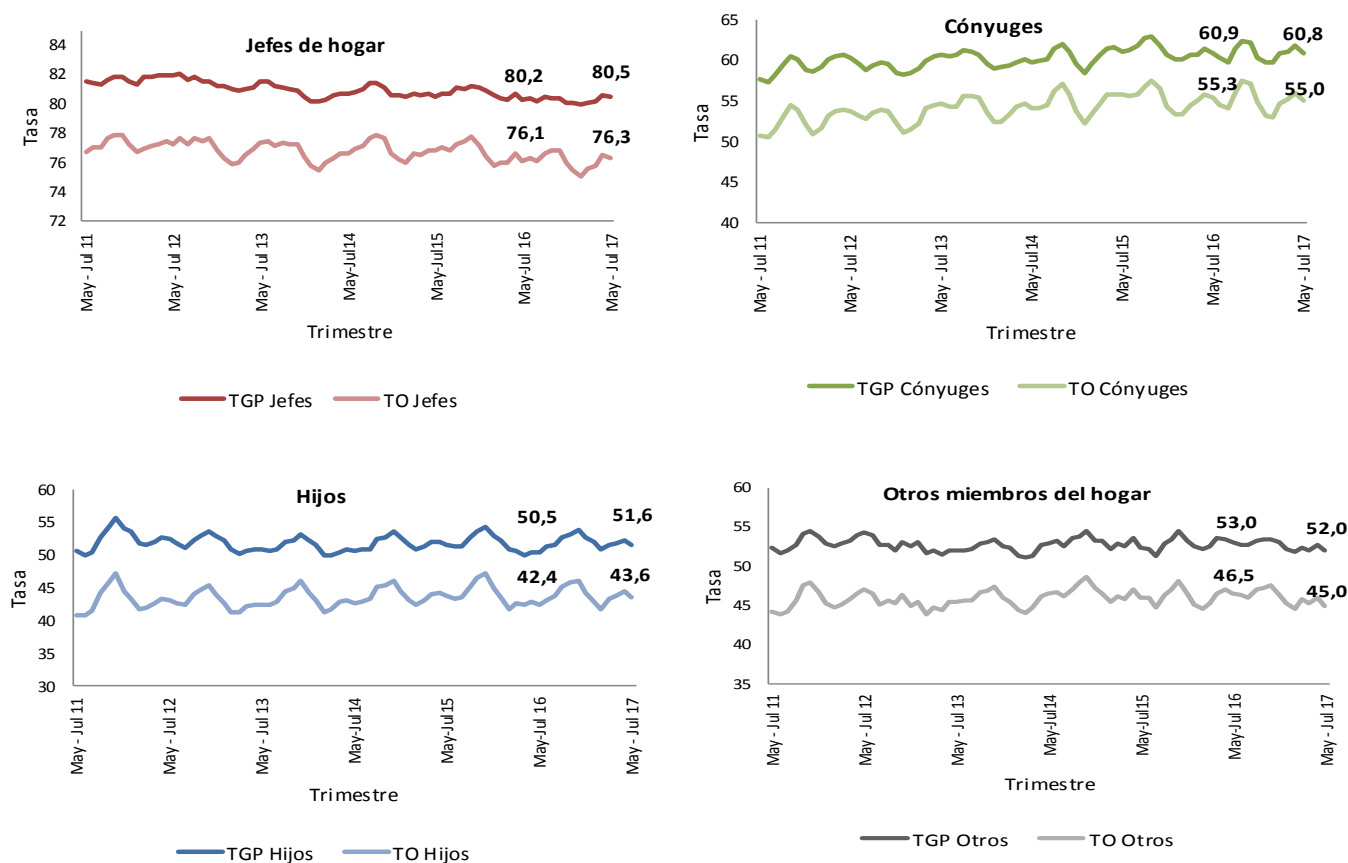 Jefes de hogar
84
82
80
78
76
74
72
Tasa
80,2
80,5
76,1
76,3
May - Jul 11
May - Jul 12
May - Jul 13
May-Jul14
May-Jul15
May-Jul 16
May - Jul 17
Trimestre
TGP Jefes
TO Jefes
Cónyuges
65
60
55
50
45
40
Tasa
60,9
60,8
55,3
55,0
May - Jul 11
May - Jul 12
May - Jul 13
May-Jul14
May-Jul15
May-Jul 16
May - Jul 17
Trimestre
TGP Cónyuges
TO Cónyuges
Hijos
60
55
50
45
40
35
30
Tasa
50,5
51,6
42,4
43,6
May - Jul 11
May - Jul 12
May - Jul 13
May-Jul14
May-Jul15
May-Jul 16
May - Jul 17
Trimestre
TGP Hijos
TO Hijos
Otros miembros del hogar
60
55
50
45
40
35
Tasa
53,0
52,0
46,5
45,0
May - Jul 11
May - Jul 12
May - Jul 13
May-Jul14
May-Jul15
May-Jul 16
May - Jul 17
Trimestre
TGP Otros
TO Otros